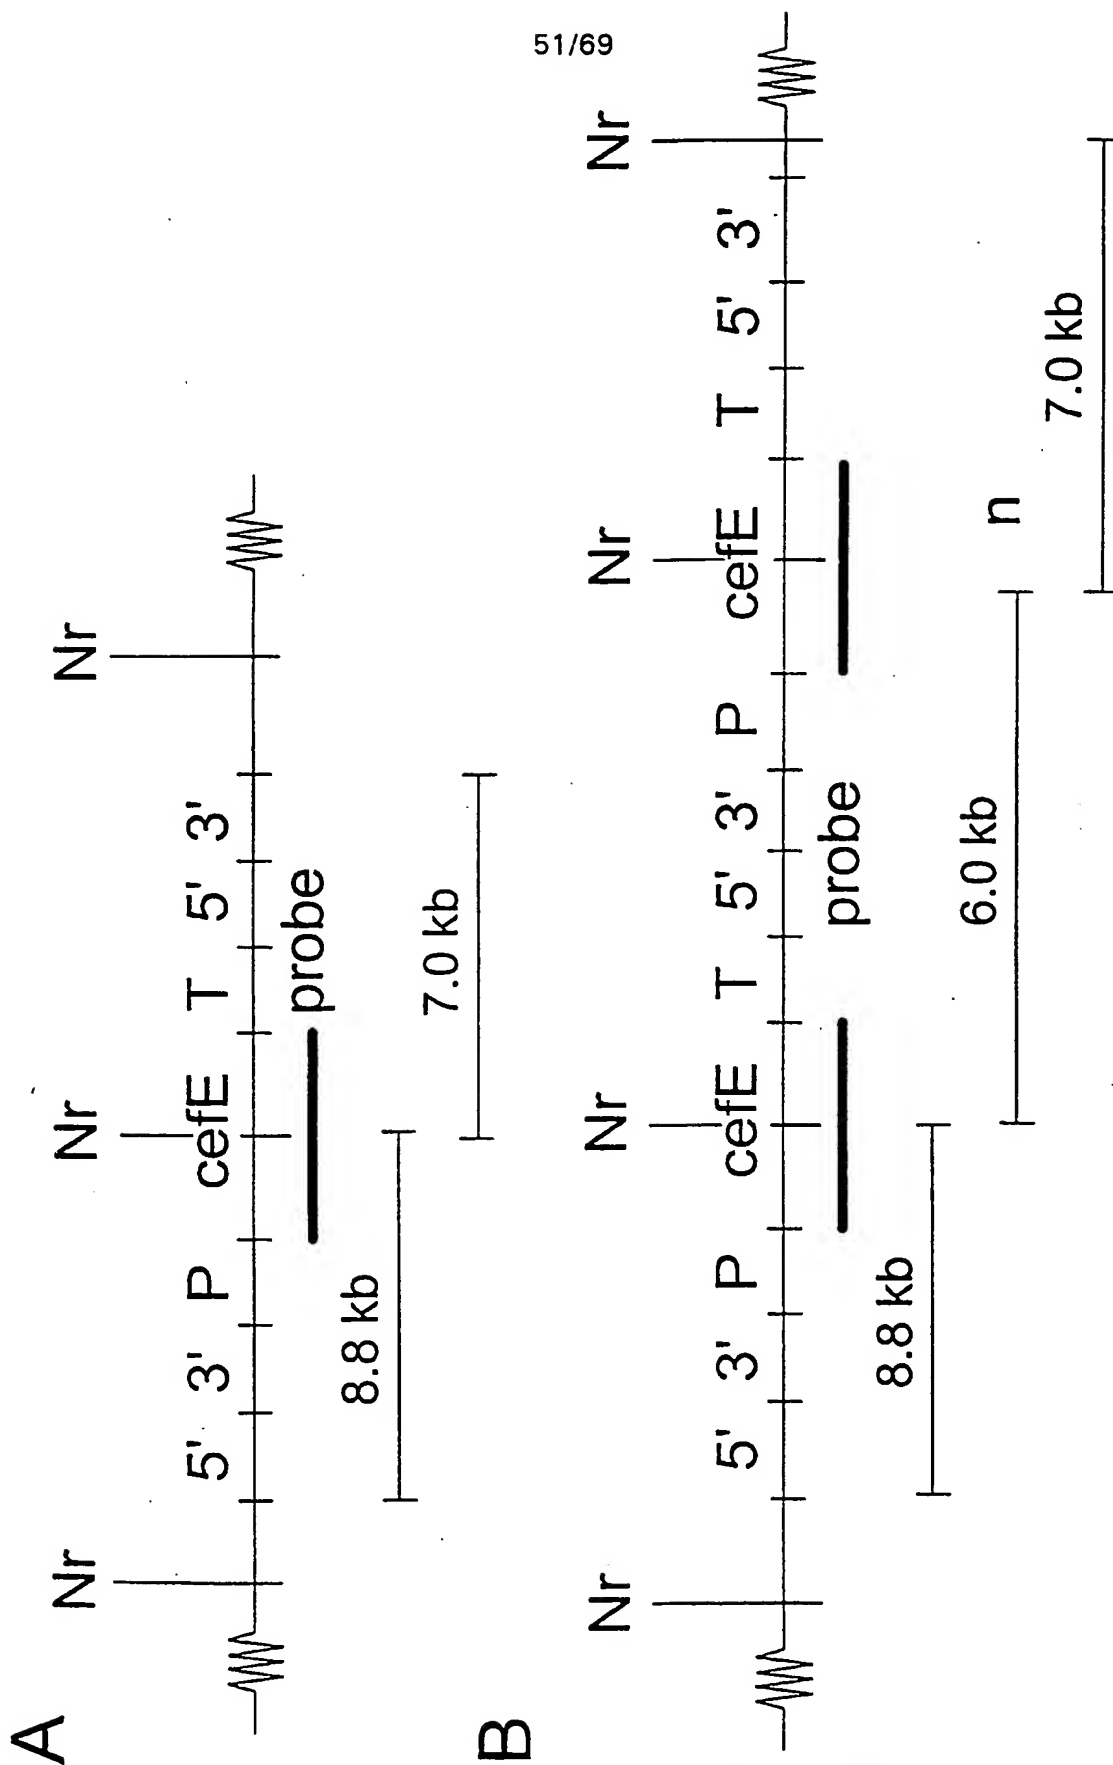 51/69
A
Nr Nr Nr
5' 3' P cefE T 5' 3'
probe
8.8 kb
7.0 kb
B
Nr Nr Nr Nr
5' 3' P cefE T 5' 3' P cefE T 5' 3'
probe
8.8 kb
6.0 kb
n
7.0 kb